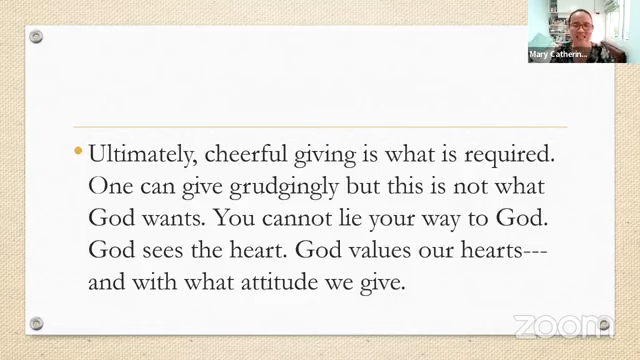 Mary Catherin...
• Ultimately, cheerful giving is what is required.
One can give grudgingly but this is not what
God wants. You cannot lie your way to God.
God sees the heart. God values our hearts---
and with what attitude we give.
zoom